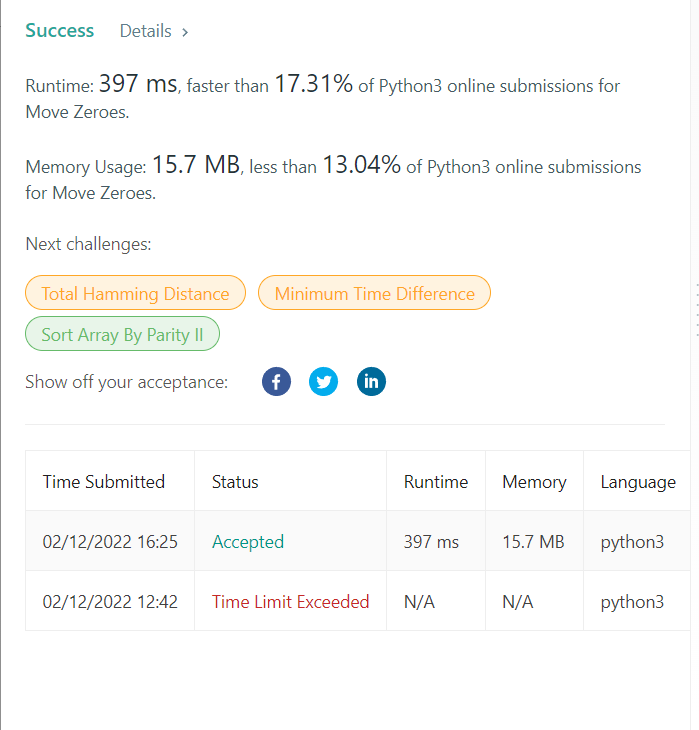 Success Details >
Runtime: 397 ms, faster than 17.31% of Python3 online submissions for
Move Zeroes.
Memory Usage: 15.7 MB, less than 13.04% of Python3 online submissions
for Move Zeroes.
Next challenges:
Total Hamming Distance Minimum Time Difference
Sort Array By Parity II
Show off your acceptance: f in
Time Submitted Status Runtime Memory Language
02/12/2022 16:25 Accepted 397 ms 15.7 MB python3
02/12/2022 12:42 Time Limit Exceeded N/A N/A python3